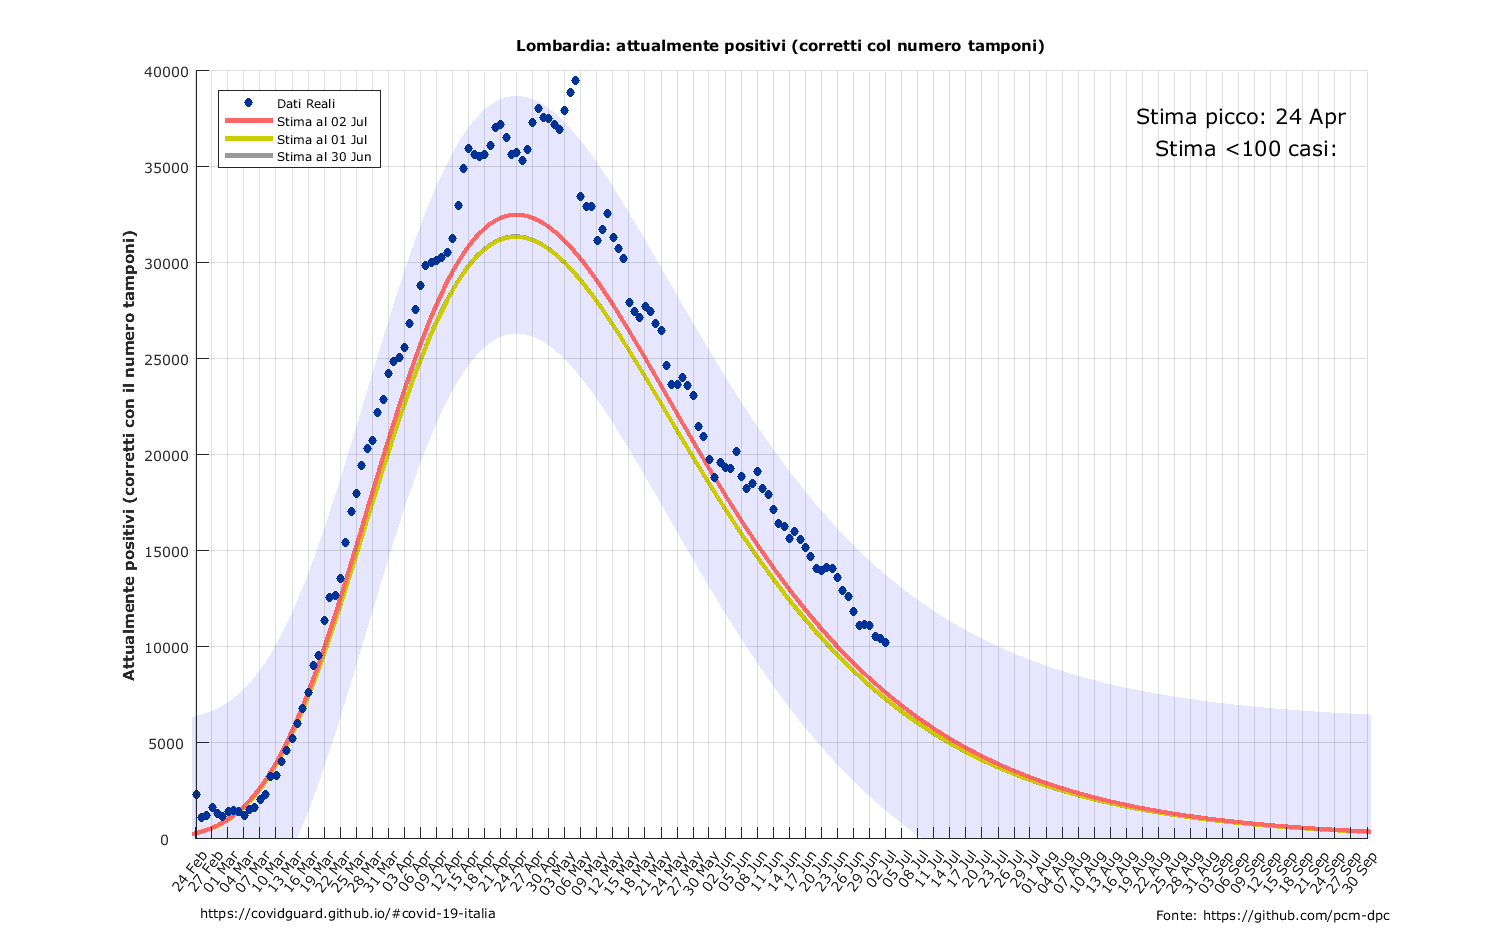 Lombardia: attualmente positivi (corretti col numero tamponi)
Attualmente positivi (corretti con il numero tamponi)
40000
35000
30000
25000
20000
15000
10000
5000
0
Dati Reali
Stima al 02 Jul
Stima al 01 Jul
Stima al 30 Jun
Stima picco: 24 Apr
Stima <100 casi:
24 Feb
27 Feb
01 Mar
04 Mar
07 Mar
10 Mar
13 Mar
16 Mar
19 Mar
22 Mar
25 Mar
28 Mar
31 Mar
03 Apr
06 Apr
09 Apr
12 Apr
15 Apr
18 Apr
21 Apr
24 Apr
27 Apr
30 Apr
03 May
06 May
09 May
12 May
15 May
18 May
21 May
24 May
27 May
30 May
02 Jun
05 Jun
08 Jun
11 Jun
14 Jun
17 Jun
20 Jun
23 Jun
26 Jun
29 Jun
02 Jul
05 Jul
08 Jul
11 Jul
14 Jul
17 Jul
20 Jul
23 Jul
26 Jul
29 Jul
01 Aug
04 Aug
07 Aug
10 Aug
13 Aug
16 Aug
19 Aug
22 Aug
25 Aug
28 Aug
31 Aug
03 Sep
06 Sep
09 Sep
12 Sep
15 Sep
18 Sep
21 Sep
24 Sep
27 Sep
30 Sep
https://covidguard.github.io/#covid-19-italia
Fonte: https://github.com/pcm-dpc